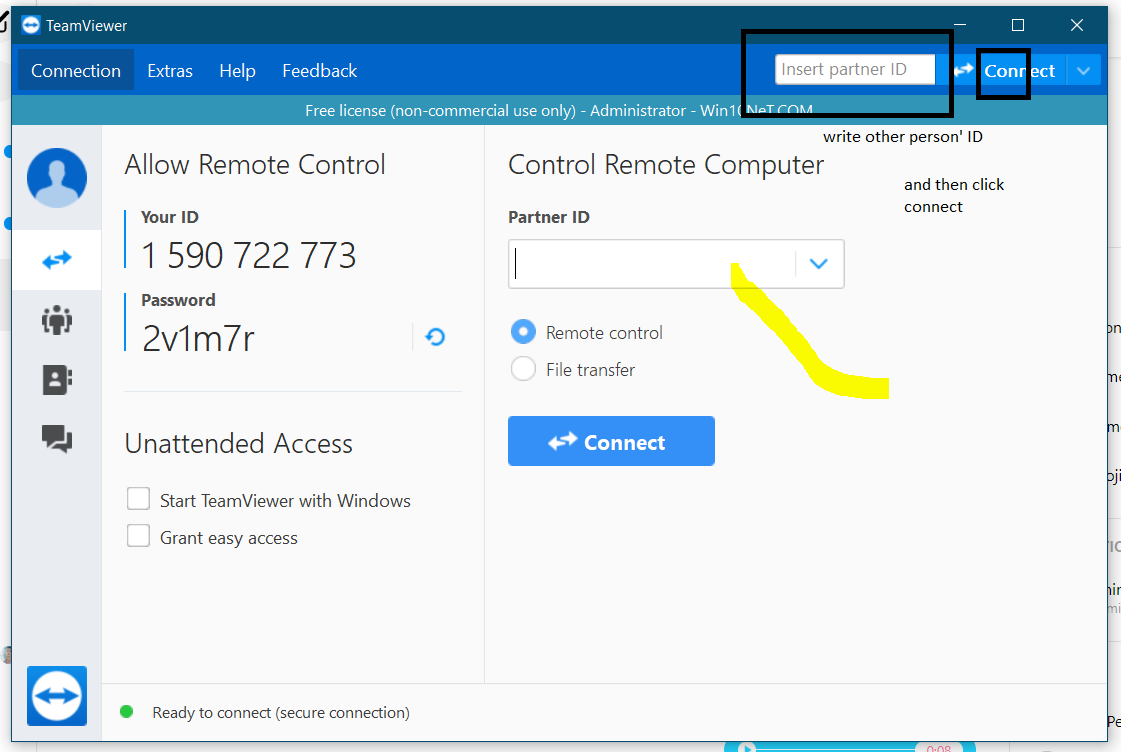 TeamViewer
Connection Extras Help Feedback Insert partner ID Connect
Free license (non-commercial use only) - Administrator - Win10NeT.COM
write other person' ID
and then click
connect
Allow Remote Control
Your ID
1 590 722 773
Password
2v1m7r
Unattended Access
Start TeamViewer with Windows
Grant easy access
Control Remote Computer
Partner ID
Remote control
File transfer
Connect
Ready to connect (secure connection)
0:08